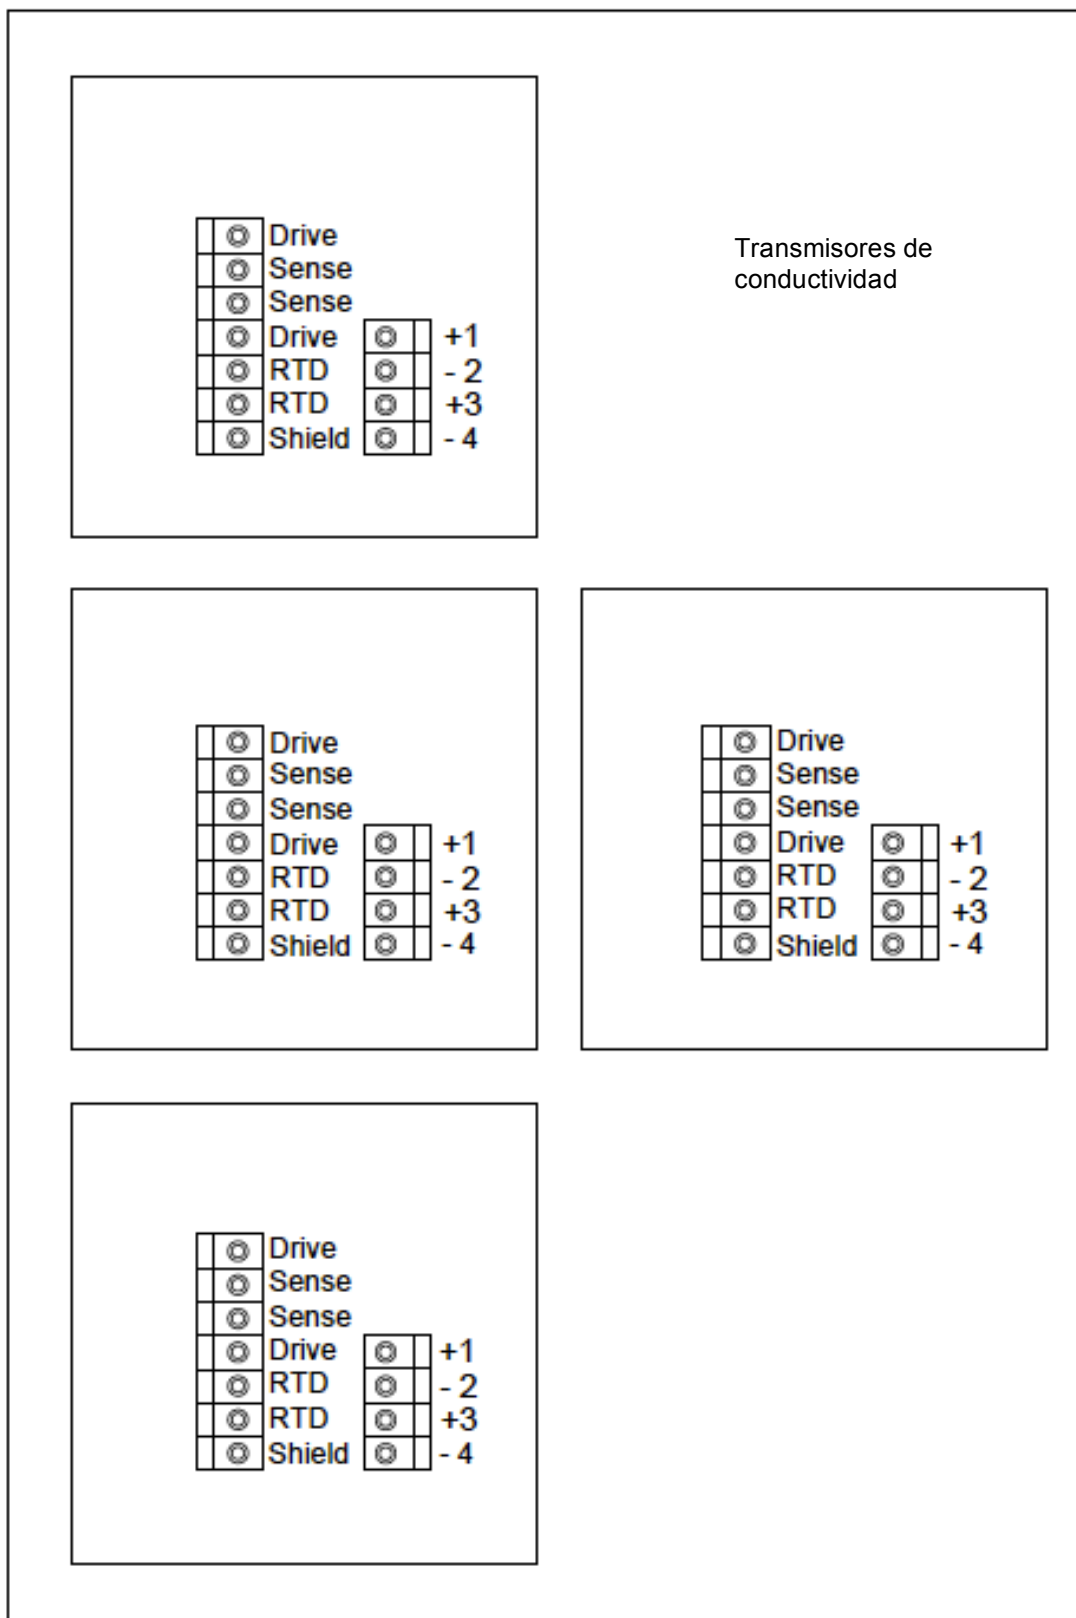 Drive
Sense
Sense
Drive +1
RTD - 2
RTD +3
Shield - 4
Transmisores de
conductividad
Drive
Sense
Sense
Drive +1
RTD - 2
RTD +3
Shield - 4
Drive
Sense
Sense
Drive +1
RTD - 2
RTD +3
Shield - 4
Drive
Sense
Sense
Drive +1
RTD - 2
RTD +3
Shield - 4